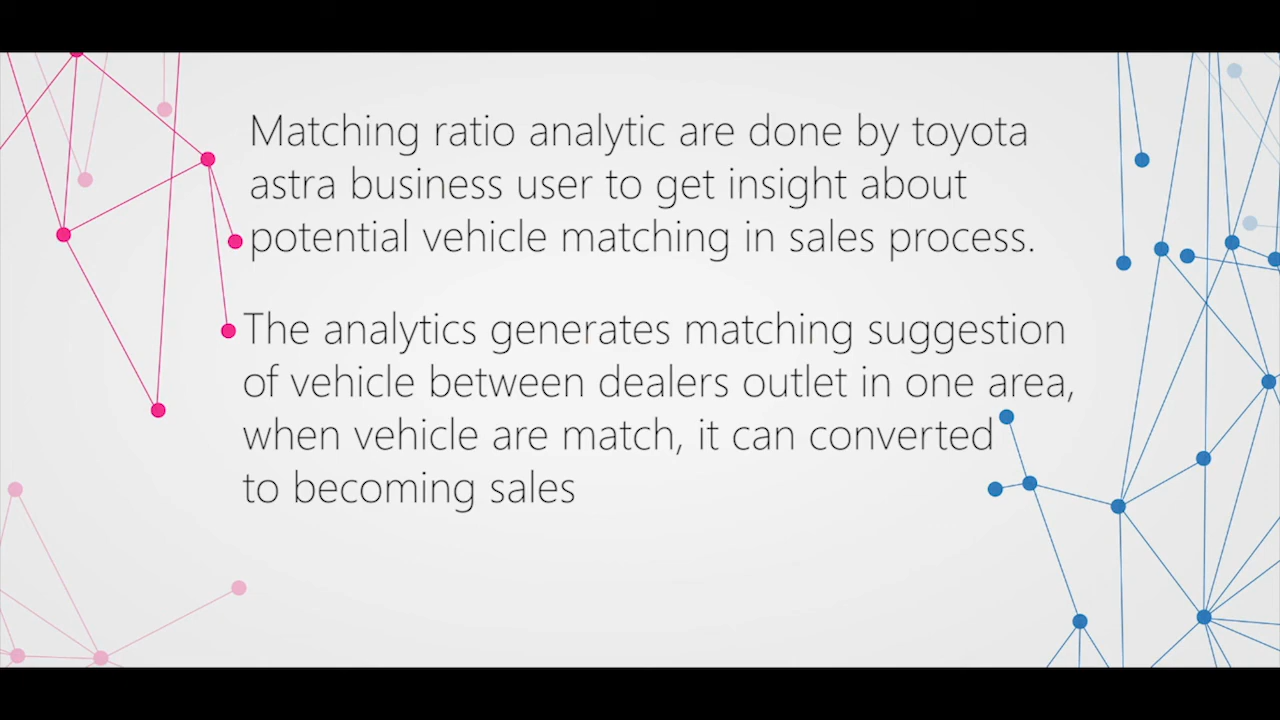 Matching ratio analytic are done by toyota
astra business user to get insight about
potential vehicle matching in sales process.
The analytics generates matching suggestion
of vehicle between dealers outlet in one area,
when vehicle are match, it can converted
to becoming sales